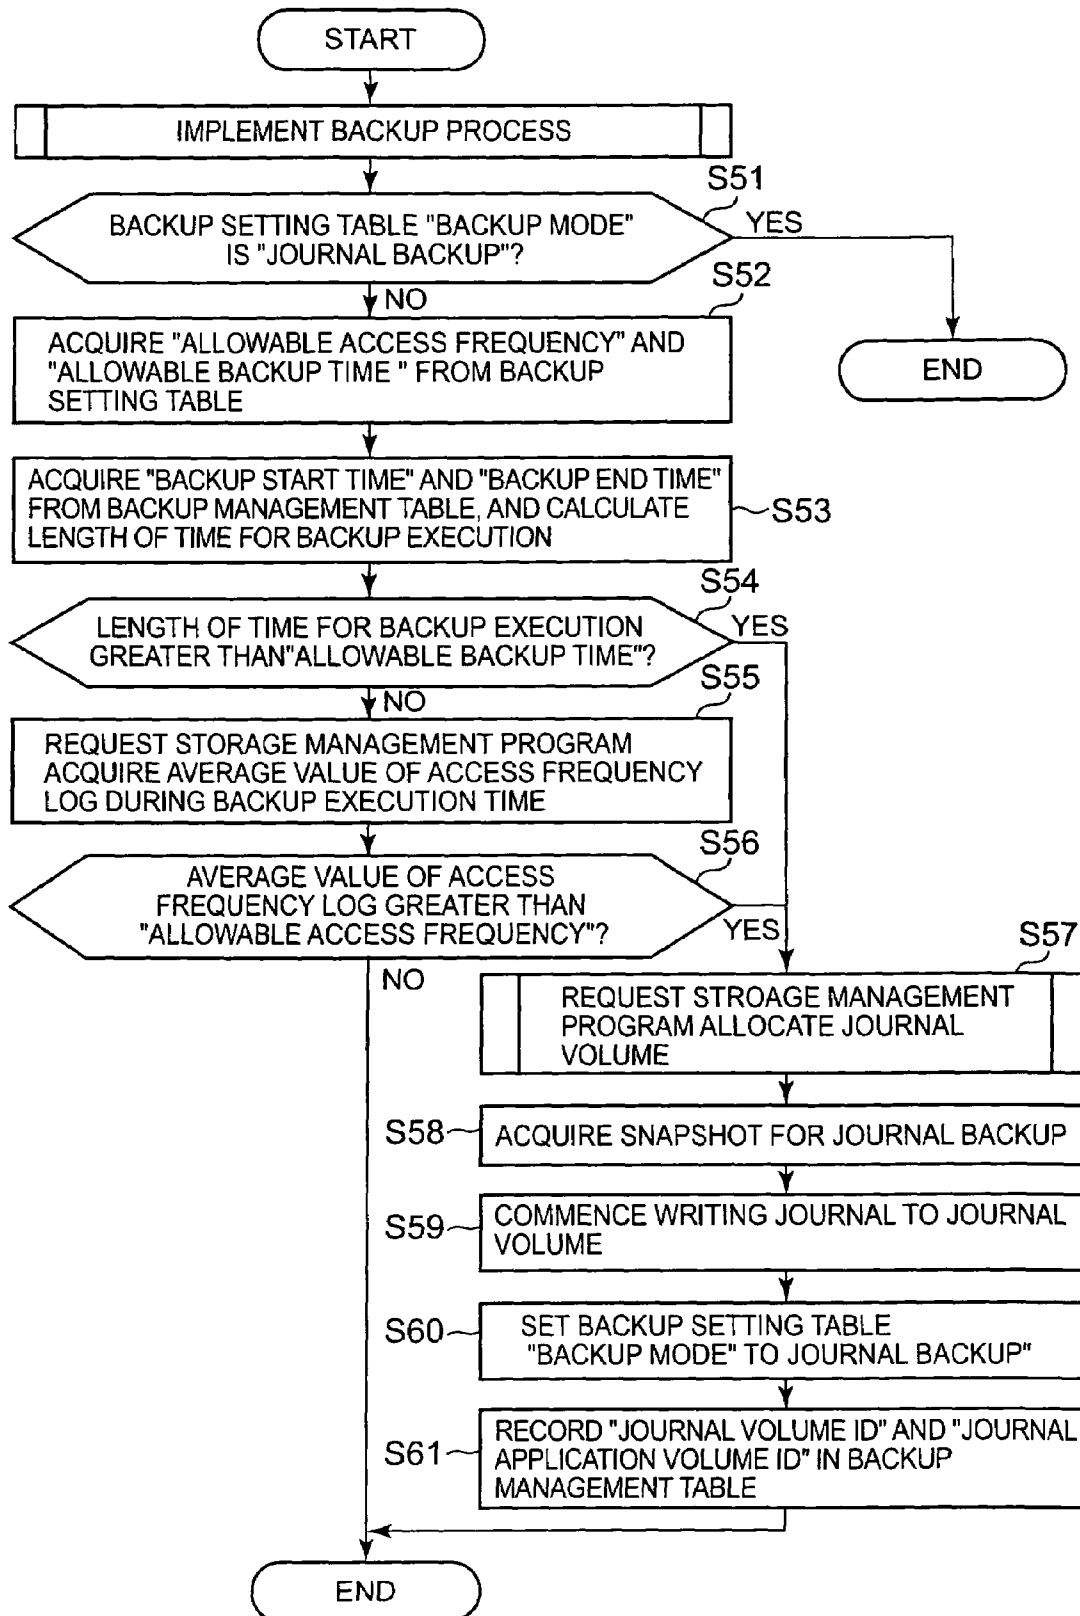 START
IMPLEMENT BACKUP PROCESS
S51
BACKUP SETTING TABLE "BACKUP MODE"
IS "JOURNAL BACKUP"?
YES
NO
S52
ACQUIRE "ALLOWABLE ACCESS FREQUENCY" AND
"ALLOWABLE BACKUP TIME " FROM BACKUP
SETTING TABLE
END
ACQUIRE "BACKUP START TIME" AND "BACKUP END TIME"
FROM BACKUP MANAGEMENT TABLE, AND CALCULATE
LENGTH OF TIME FOR BACKUP EXECUTION
S53
S54
LENGTH OF TIME FOR BACKUP EXECUTION
GREATER THAN"ALLOWABLE BACKUP TIME"?
YES
NO
S55
REQUEST STORAGE MANAGEMENT PROGRAM
ACQUIRE AVERAGE VALUE OF ACCESS FREQUENCY
LOG DURING BACKUP EXECUTION TIME
S56
AVERAGE VALUE OF ACCESS
FREQUENCY LOG GREATER THAN
"ALLOWABLE ACCESS FREQUENCY"?
YES
NO
S57
REQUEST STROAGE MANAGEMENT
PROGRAM ALLOCATE JOURNAL
VOLUME
S58
ACQUIRE SNAPSHOT FOR JOURNAL BACKUP
S59
COMMENCE WRITING JOURNAL TO JOURNAL
VOLUME
S60
SET BACKUP SETTING TABLE
"BACKUP MODE" TO JOURNAL BACKUP"
S61
RECORD "JOURNAL VOLUME ID" AND "JOURNAL
APPLICATION VOLUME ID" IN BACKUP
MANAGEMENT TABLE
END